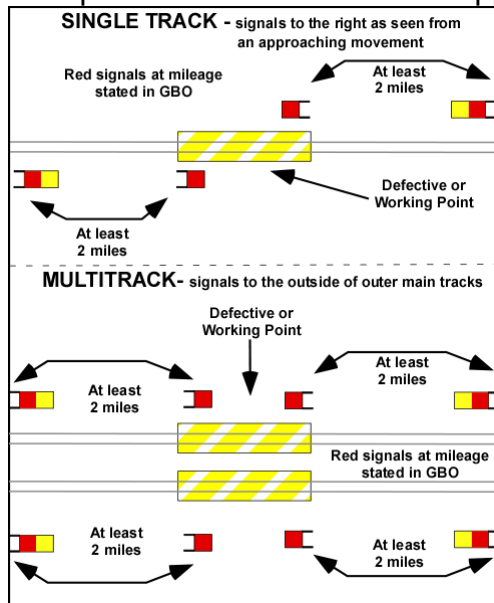 SINGLE TRACK - signals to the right as seen from
an approaching movement
Red signals at mileage
stated in GBO
At least
2 miles
Defective or
Working Point
At least
2 miles
MULTITRACK- signals to the outside of outer main tracks
Defective or
Working Point
At least
2 miles
At least
2 miles
Red signals at mileage
stated in GBO
At least
2 miles
At least
2 miles